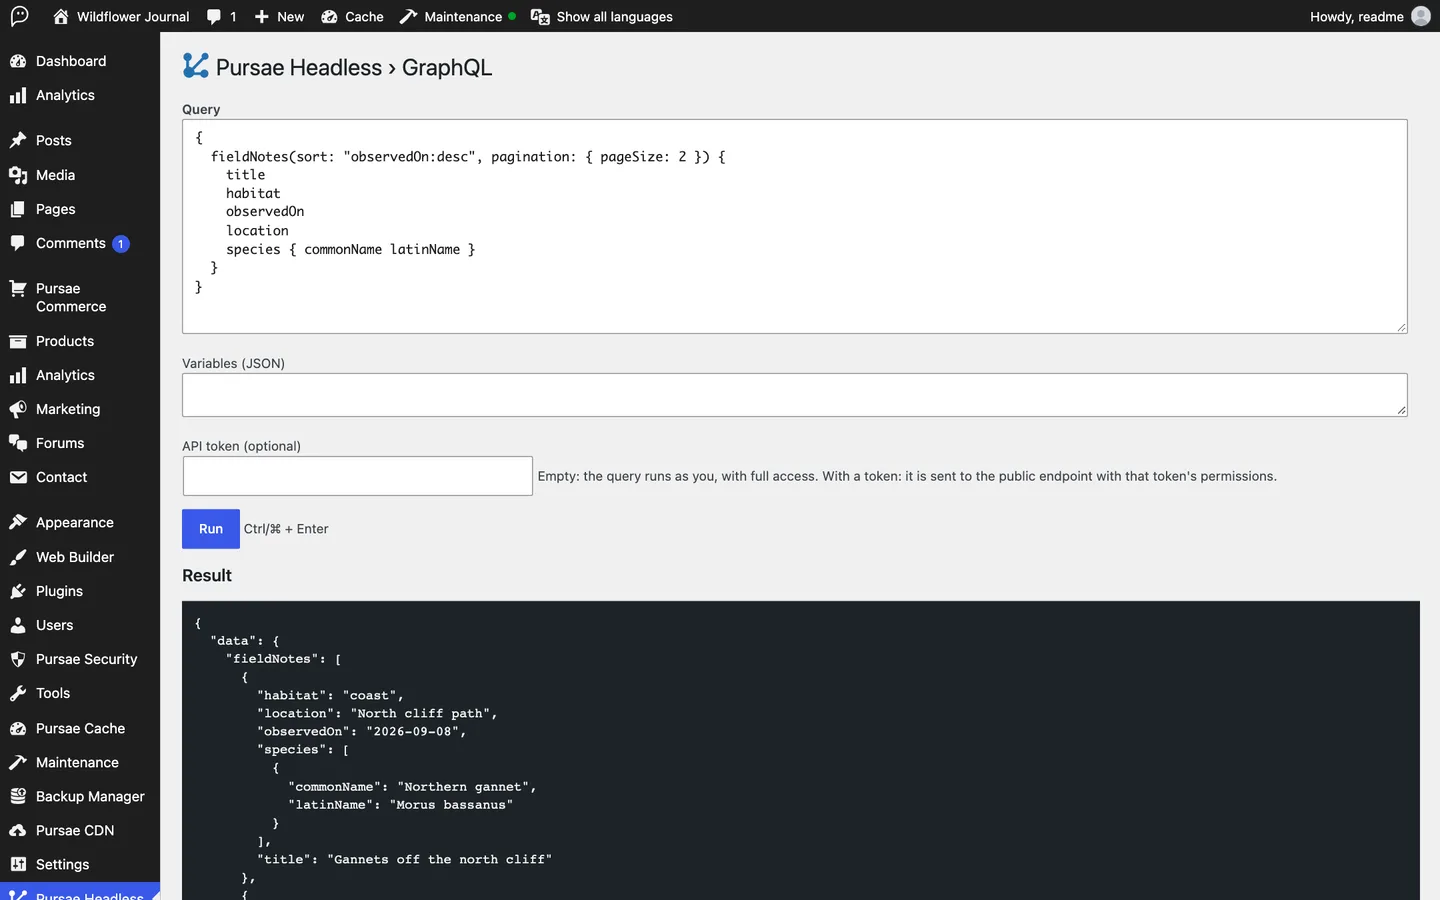 Wildflower Journal
1
New
Cache
Maintenance
Show all languages
Howdy, readme
Dashboard
Analytics
Posts
Media
Pages
Comments 1
Pursae
Commerce
Products
Analytics
Marketing
Forums
Contact
Appearance
Web Builder
Plugins
Users
Pursae Security
Tools
Pursae Cache
Maintenance
Backup Manager
Pursae CDN
Settings
Pursae Headless
Pursae Headless › GraphQL
Query
{
  fieldNotes(sort: "observedOn:desc", pagination: { pageSize: 2 }) {
    title
    habitat
    observedOn
    location
    species { commonName latinName }
  }
}
Variables (JSON)
API token (optional)
Empty: the query runs as you, with full access. With a token: it is sent to the public endpoint with that token's permissions.
Run Ctrl/⌘ + Enter
Result
{
  "data": {
    "fieldNotes": [
      {
        "habitat": "coast",
        "location": "North cliff path",
        "observedOn": "2026-09-08",
        "species": [
          {
            "commonName": "Northern gannet",
            "latinName": "Morus bassanus"
          }
        ],
        "title": "Gannets off the north cliff"
      },
      {